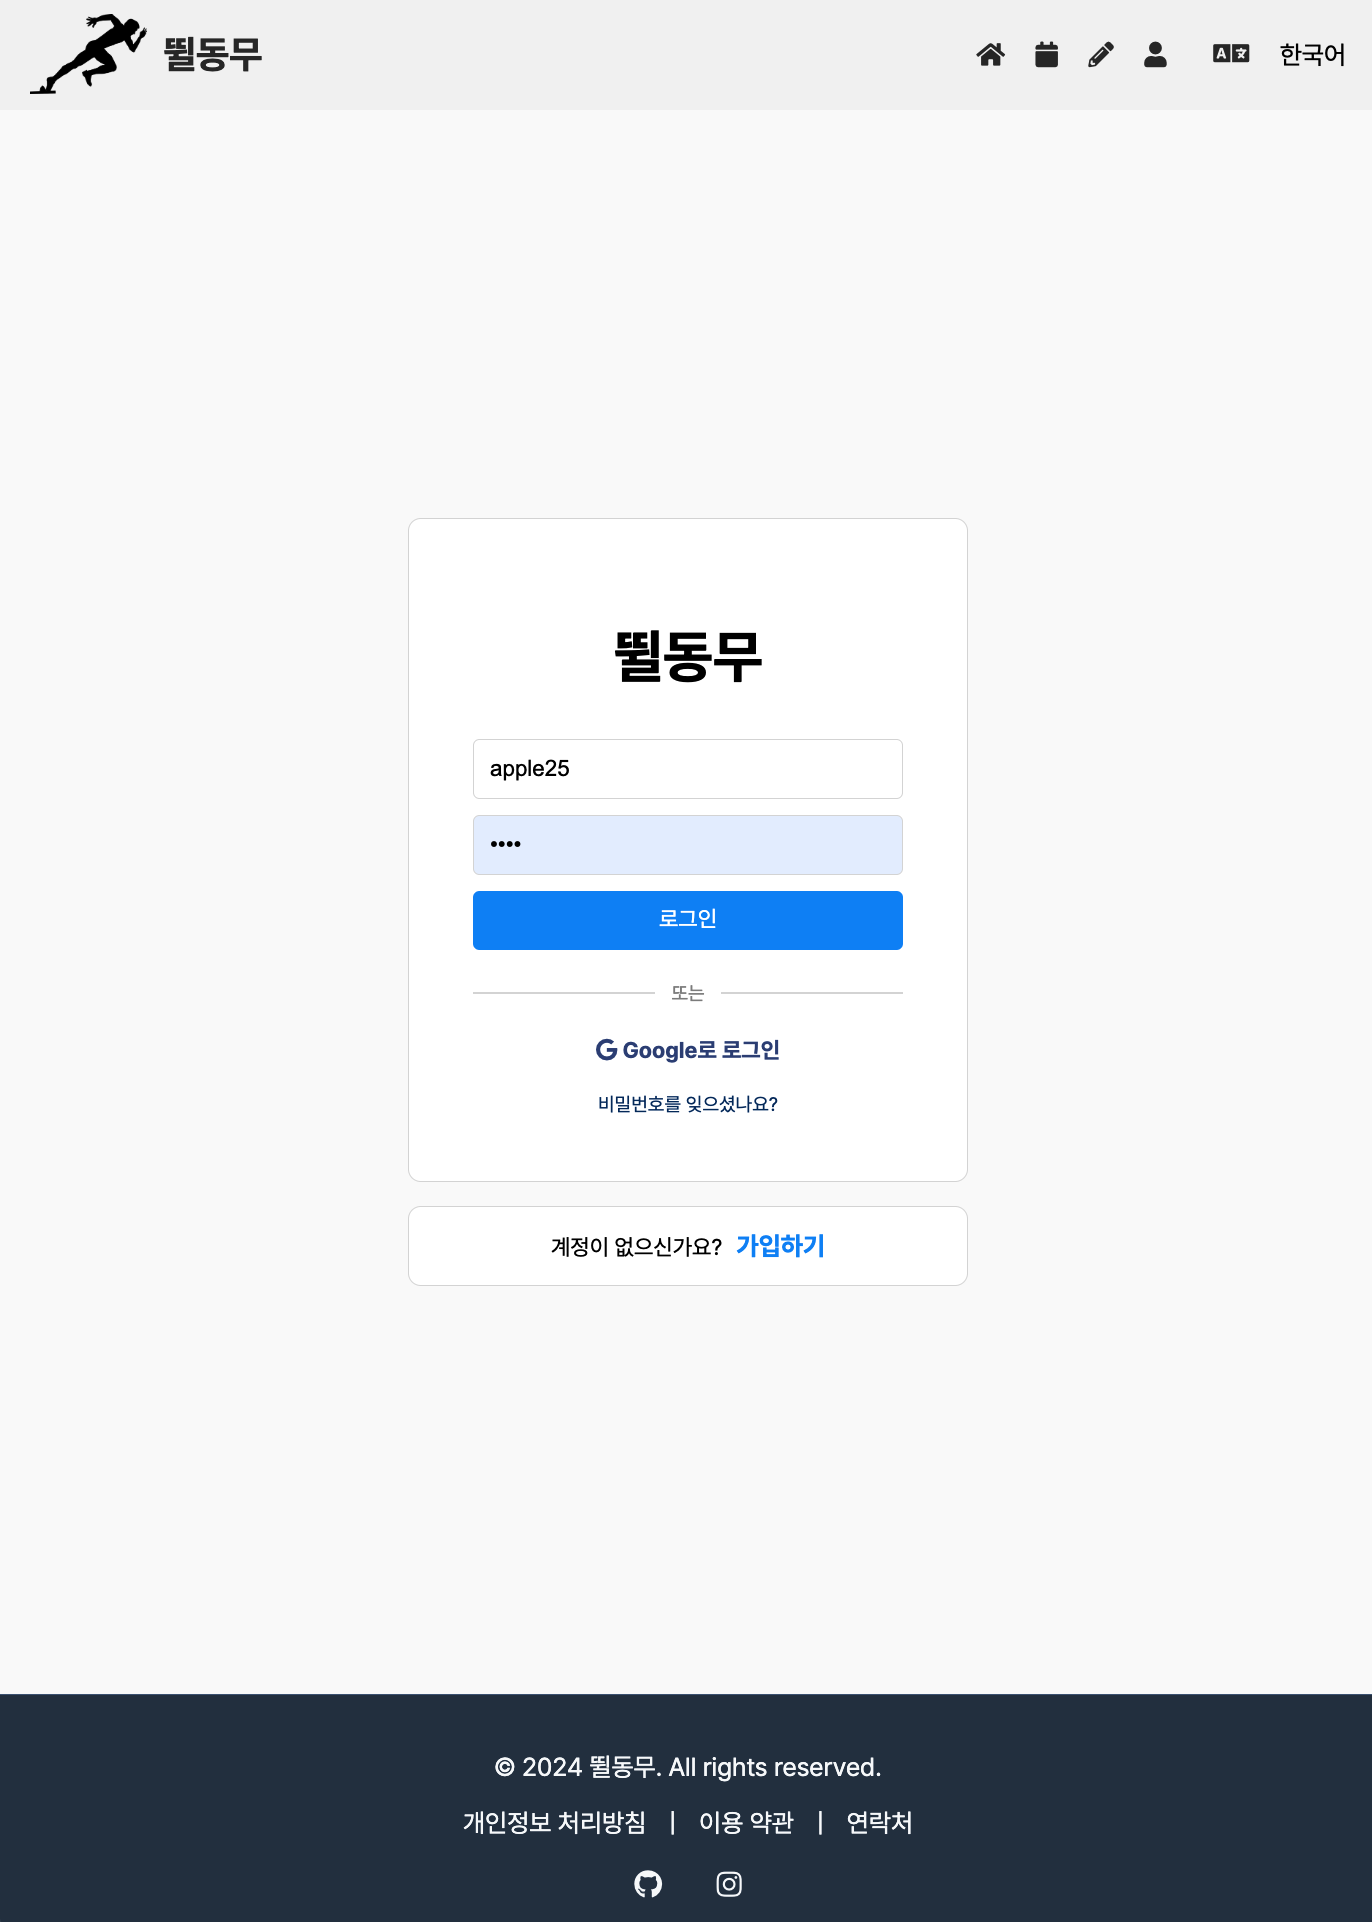 뛸동무
한국어
뛸동무
apple25
••••
로그인
또는
Google로 로그인
비밀번호를 잊으셨나요?
계정이 없으신가요? 가입하기
© 2024 뛸동무. All rights reserved.
개인정보 처리방침 | 이용 약관 | 연락처